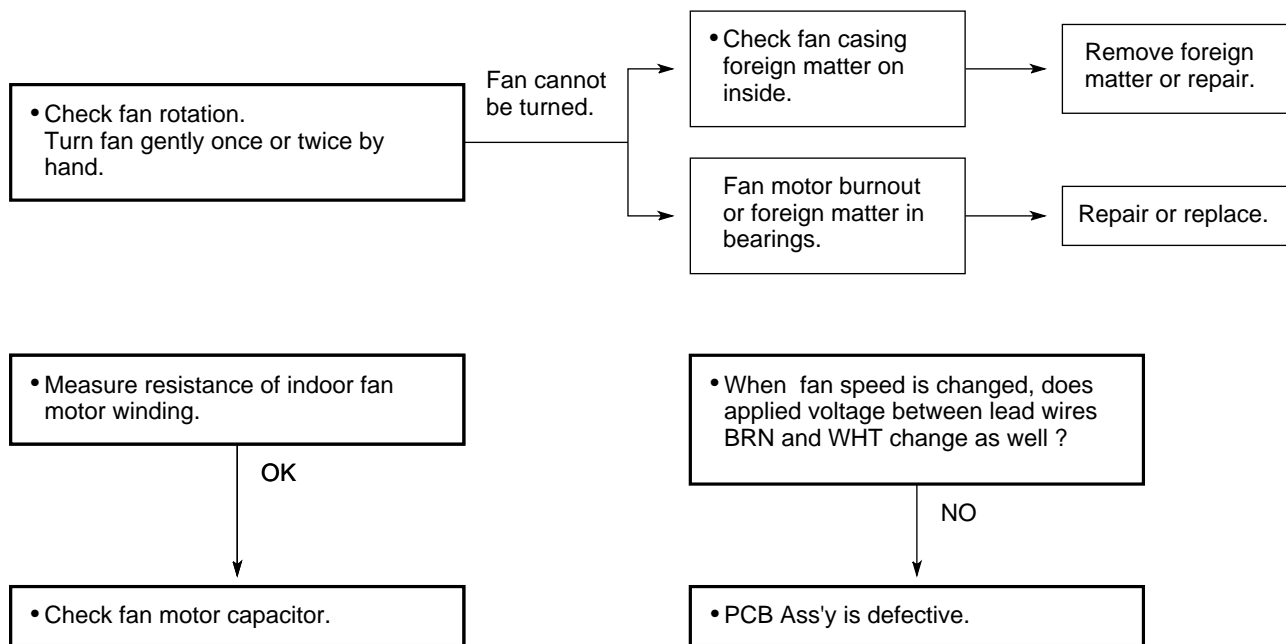 • Check fan rotation.
Turn fan gently once or twice by
hand.
Fan cannot
be turned.
• Check fan casing
foreign matter on
inside.
Remove foreign
matter or repair.
Fan motor burnout
or foreign matter in
bearings.
Repair or replace.
• Measure resistance of indoor fan
motor winding.
OK
• Check fan motor capacitor.
• When fan speed is changed, does
applied voltage between lead wires
BRN and WHT change as well ?
NO
• PCB Ass'y is defective.